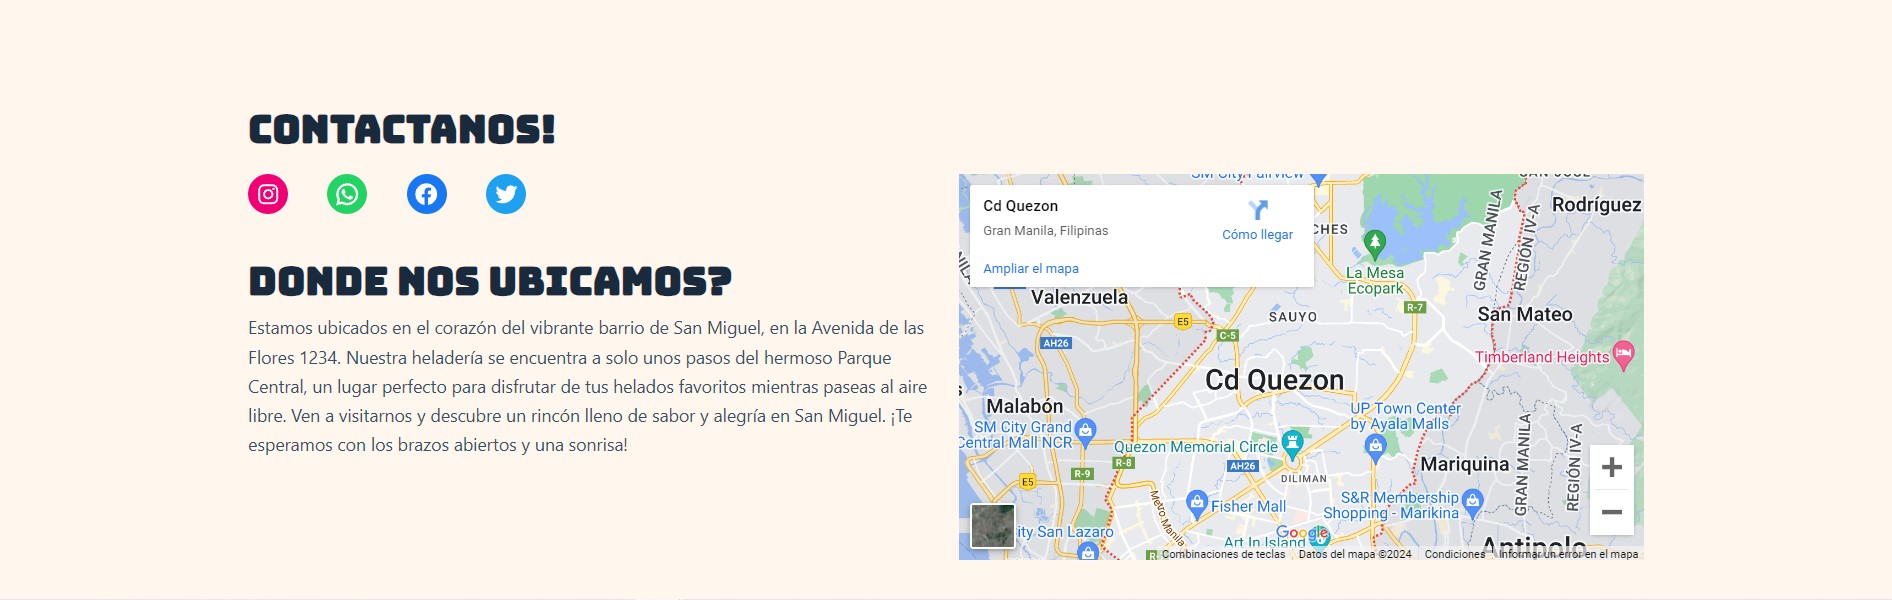 CONTACTANOS!
DONDE NOS UBICAMOS?
Estamos ubicados en el corazón del vibrante barrio de San Miguel, en la Avenida de las
Flores 1234. Nuestra heladería se encuentra a solo unos pasos del hermoso Parque
Central, un lugar perfecto para disfrutar de tus helados favoritos mientras paseas al aire
libre. Ven a visitarnos y descubre un rincón lleno de sabor y alegría en San Miguel. ¡Te
esperamos con los brazos abiertos y una sonrisa!
SM City Fairview
SAN JOSE
Cd Quezon
Gran Manila, Filipinas
Cómo llegar
Ampliar el mapa
CHES
Rodríguez
GRAN MANILA
REGIÓN IV-A
La Mesa
Ecopark
Valenzuela
R-7
E5
SAUYO
San Mateo
C-5
AH26
Timberland Heights
Cd Quezon
Malabón
UP Town Center
by Ayala Malls
SM City Grand
Central Mall NCR
Quezon Memorial Circle
R-8
AH26
Mariquina
GRAN MANILA
REGIÓN IV-A
R-9
E5
DILIMAN
Metro Manila
Fisher Mall
S&R Membership
Shopping - Marikina
ity San Lazaro
Art In Island
Google
Antipolo
Combinaciones de teclas
Datos del mapa ©2024
Condiciones
Informar un error en el mapa